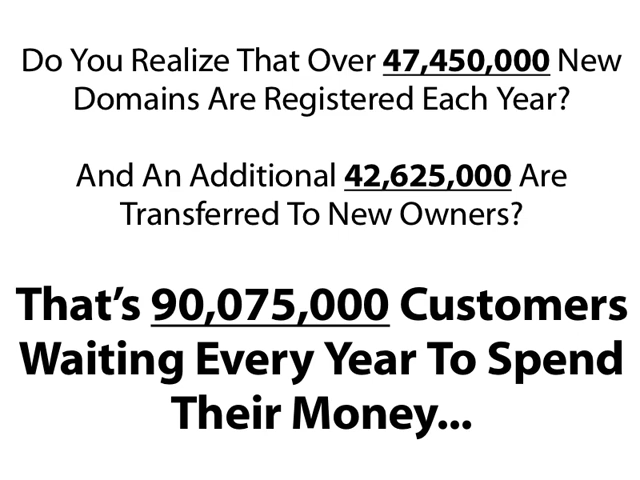 Do You Realize That Over 47,450,000 New
Domains Are Registered Each Year?
And An Additional 42,625,000 Are
Transferred To New Owners?
That’s 90,075,000 Customers
Waiting Every Year To Spend
Their Money...